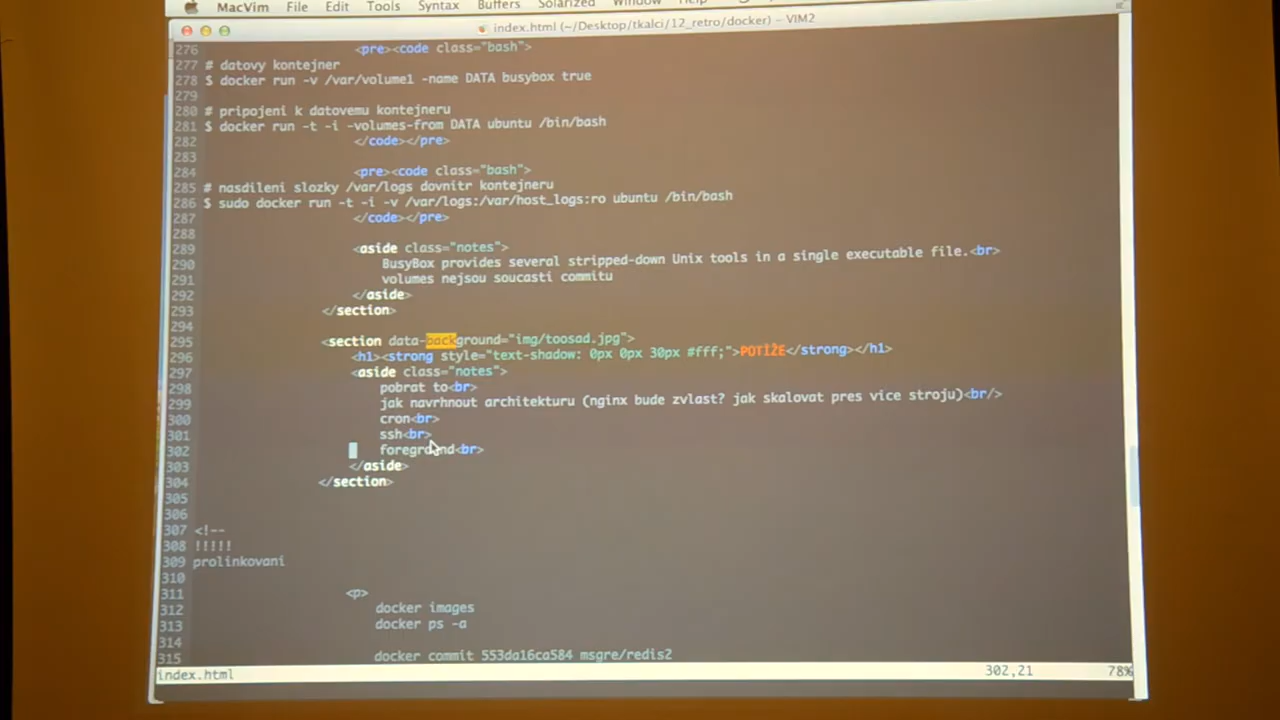 MacVim File Edit Tools Syntax Buffers Solarized Window Help
index.html (~/Desktop/tkalci/12_retro/docker) – VIM2
276 <pre><code class="bash">
277 # datovy kontejner
278 $ docker run -v /var/volume1 -name DATA busybox true
279
280 # pripojeni k datovemu kontejneru
281 $ docker run -t -i -volumes-from DATA ubuntu /bin/bash
282 </code></pre>
283
284 <pre><code class="bash">
285 # nasdileni slozky /var/logs dovnitr kontejneru
286 $ sudo docker run -t -i -v /var/logs:/var/host_logs:ro ubuntu /bin/bash
287 </code></pre>
288
289 <aside class="notes">
290 BusyBox provides several stripped-down Unix tools in a single executable file.<br>
291 volumes nejsou soucasti commitu
292 </aside>
293 </section>
294
295 <section data-background="img/toosad.jpg">
296 <h1><strong style="text-shadow: 0px 0px 30px #fff;">POTÍŽE</strong></h1>
297 <aside class="notes">
298 pobrat to<br>
299 jak navrhnout architekturu (nginx bude zvlast? jak skalovat pres vice stroju)<br/>
300 cron<br>
301 ssh<br>
302 foreground<br>
303 </aside>
304 </section>
305
306
307 <!--
308 !!!!!
309 prolinkovani
310
311 <p>
312 docker images
313 docker ps -a
314
315 docker commit 553da16ca584 msgre/redis2
index.html 302,21 78%